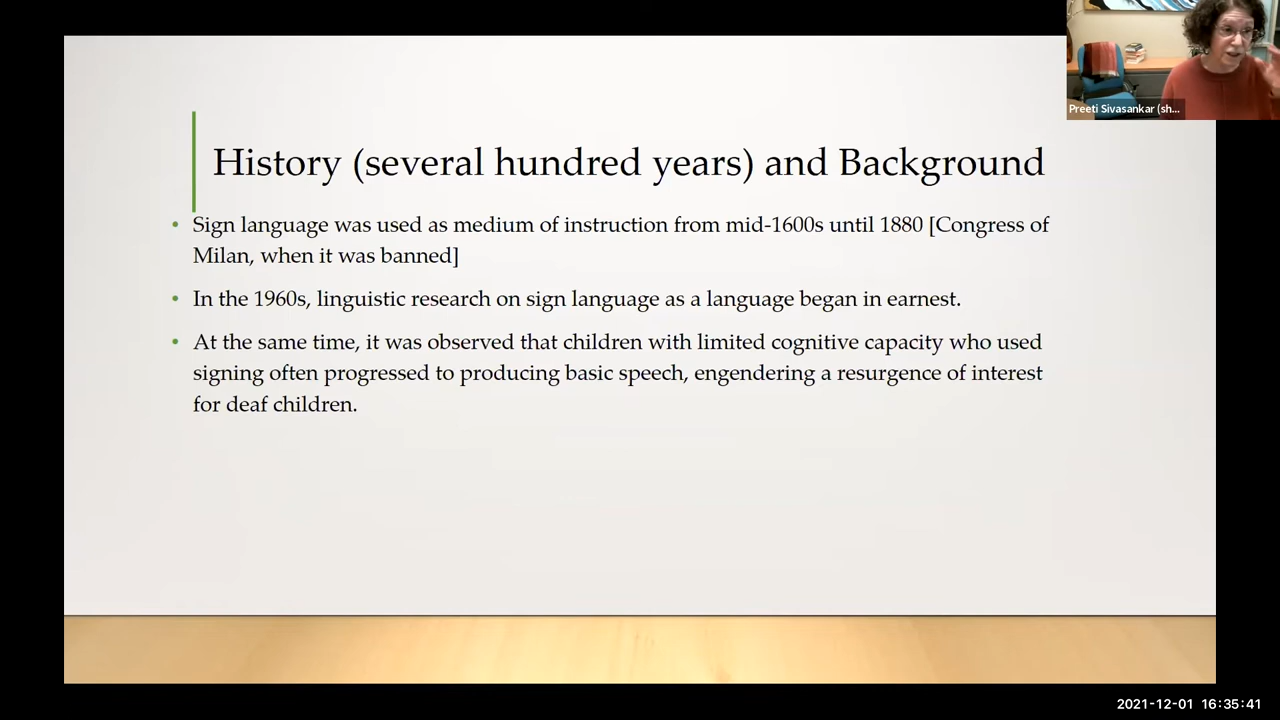 Preeti Sivasankar (sh...
History (several hundred years) and Background
• Sign language was used as medium of instruction from mid-1600s until 1880 [Congress of
Milan, when it was banned]
• In the 1960s, linguistic research on sign language as a language began in earnest.
• At the same time, it was observed that children with limited cognitive capacity who used
signing often progressed to producing basic speech, engendering a resurgence of interest
for deaf children.
2021-12-01 16:35:41